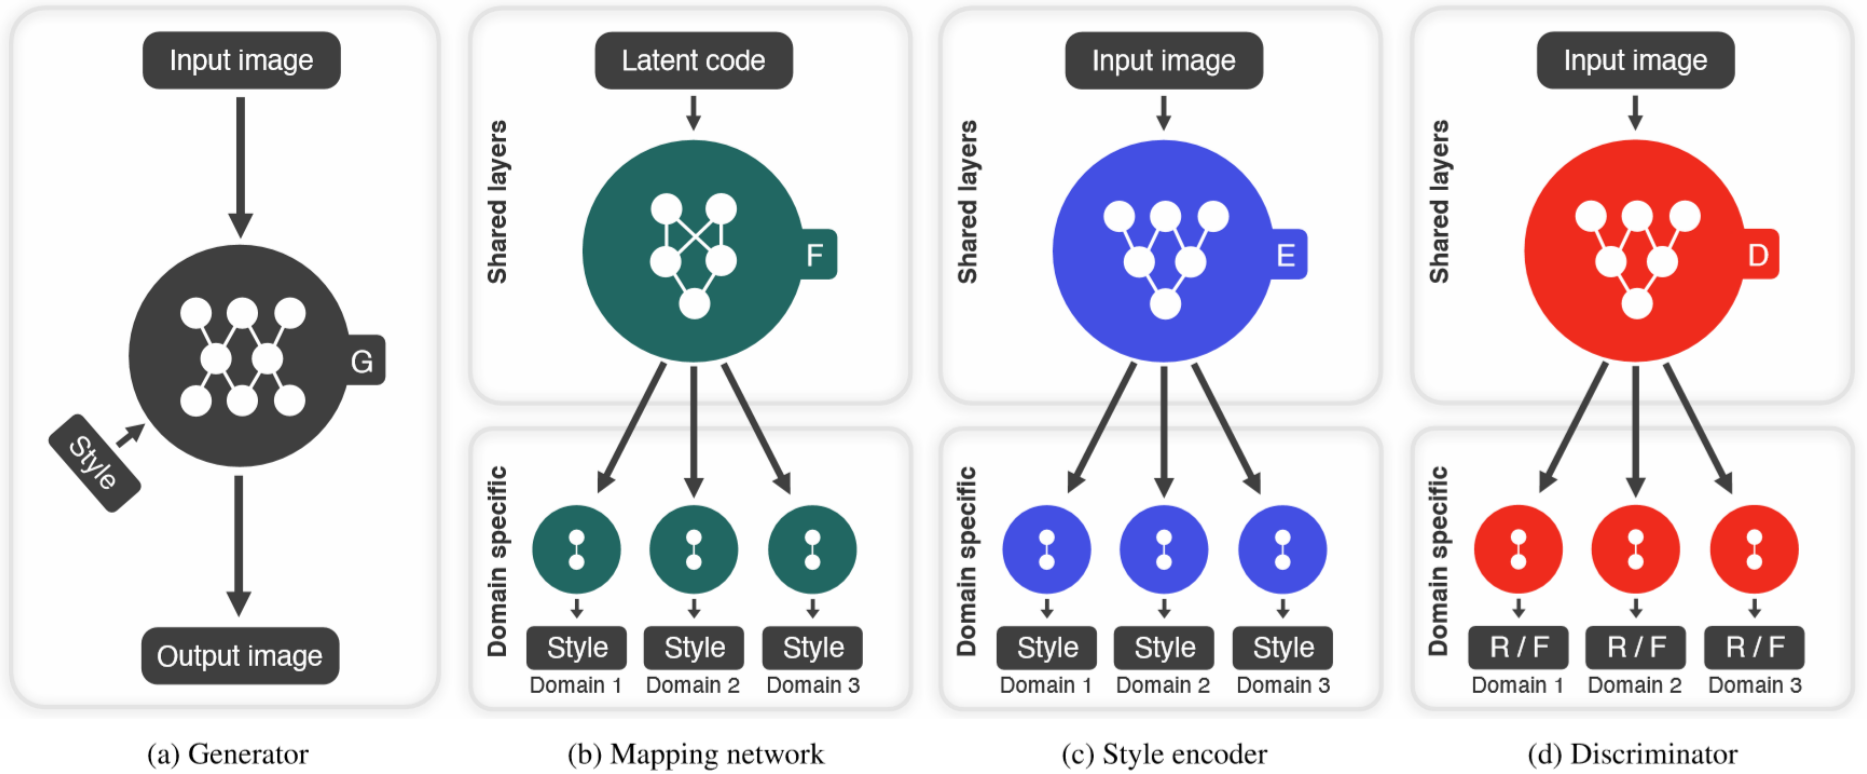 Input image
G
Style
Output image
(a) Generator
Latent code
Shared layers
F
Domain specific
Style Style Style
Domain 1 Domain 2 Domain 3
(b) Mapping network
Input image
Shared layers
E
Domain specific
Style Style Style
Domain 1 Domain 2 Domain 3
(c) Style encoder
Input image
Shared layers
D
Domain specific
R / F R / F R / F
Domain 1 Domain 2 Domain 3
(d) Discriminator